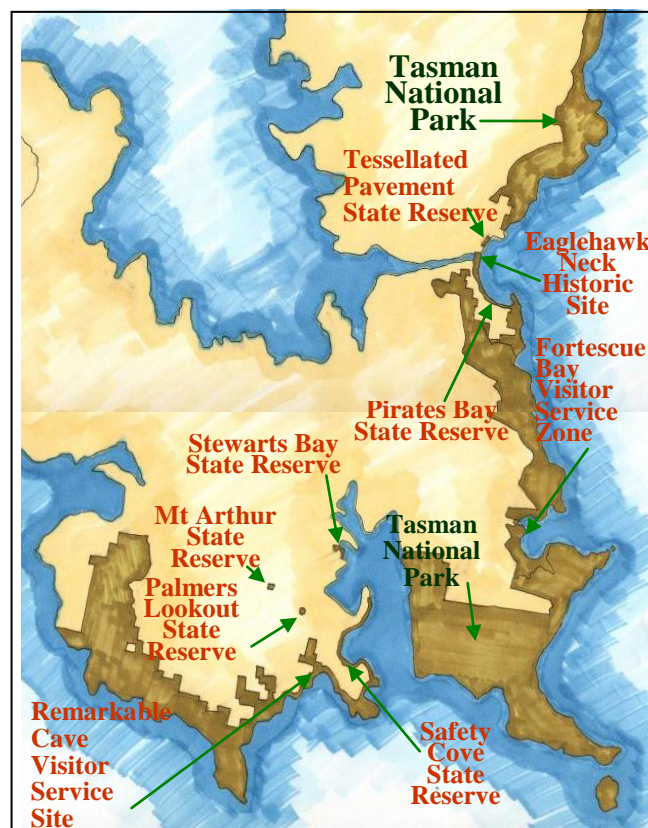 Tasman
National
Park
Tessellated
Pavement
State Reserve
Eaglehawk
Neck
Historic
Site
Fortescue
Bay
Visitor
Service
Zone
Pirates Bay
State Reserve
Stewarts Bay
State Reserve
Mt Arthur
State
Reserve
Tasman
National
Park
Palmers
Lookout
State
Reserve
Remarkable
Cave
Visitor
Service
Site
Safety
Cove
State
Reserve